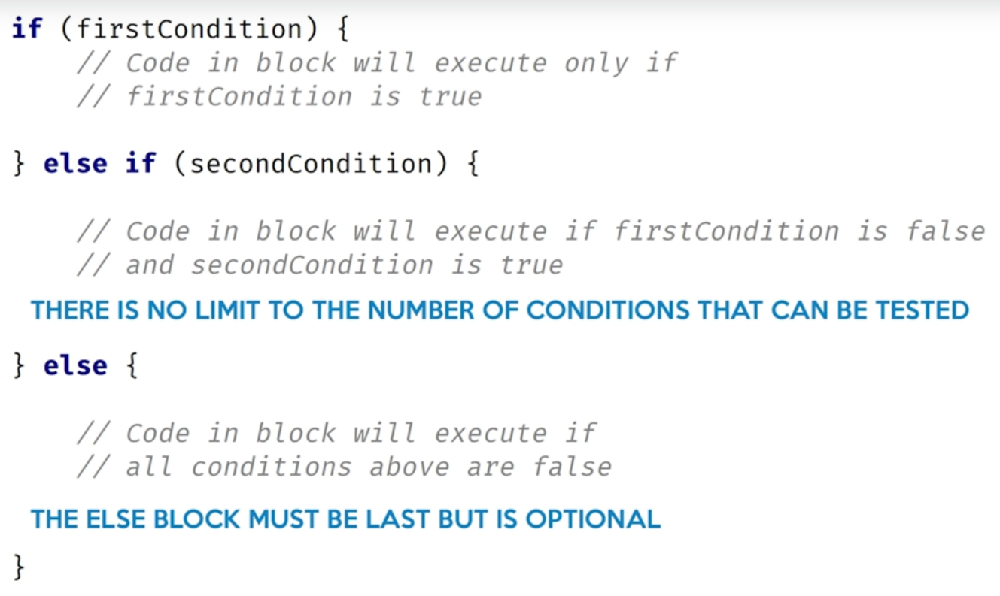 if (firstCondition) {
// Code in block will execute only if
// firstCondition is true
} else if (secondCondition) {
// Code in block will execute if firstCondition is false
// and secondCondition is true
THERE IS NO LIMIT TO THE NUMBER OF CONDITIONS THAT CAN BE TESTED
} else {
// Code in block will execute if
// all conditions above are false
THE ELSE BLOCK MUST BE LAST BUT IS OPTIONAL
}